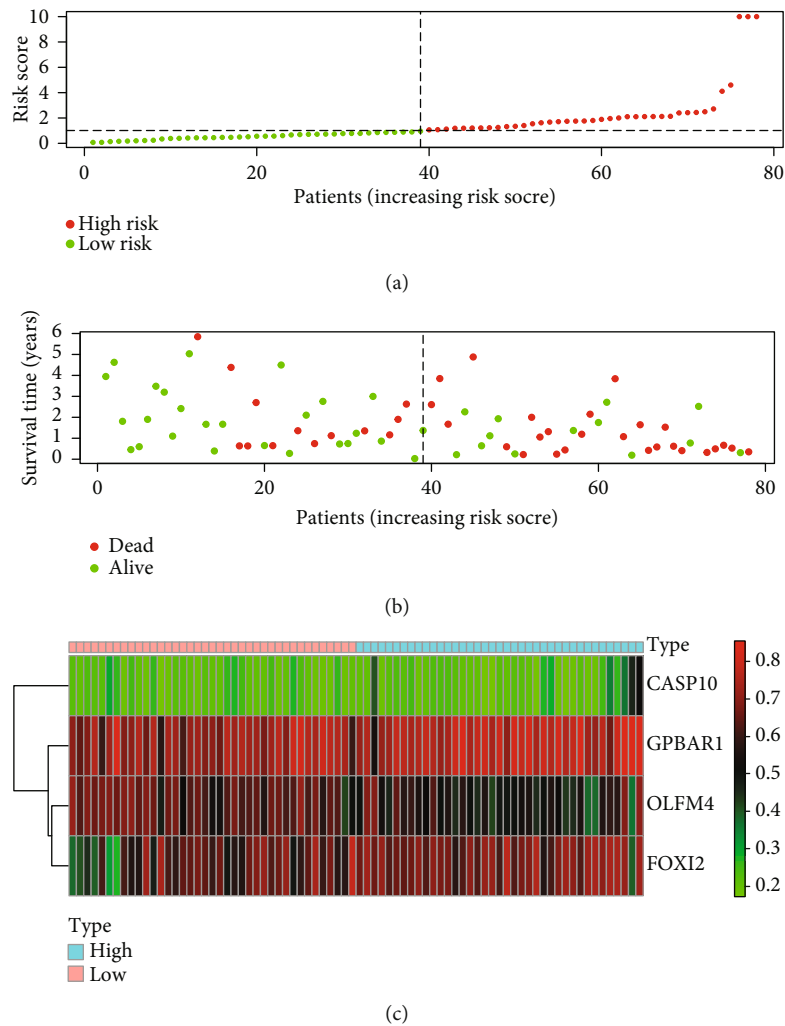 Risk score
10
8
6
4
2
0
0 20 40 60 80
Patients (increasing risk socre)
High risk
Low risk
(a)
Survival time (years)
6
5
4
3
2
1
0
0 20 40 60 80
Patients (increasing risk socre)
Dead
Alive
(b)
Type
CASP10
GPBAR1
OLFM4
FOXI2
0.8
0.7
0.6
0.5
0.4
0.3
0.2
Type
High
Low
(c)